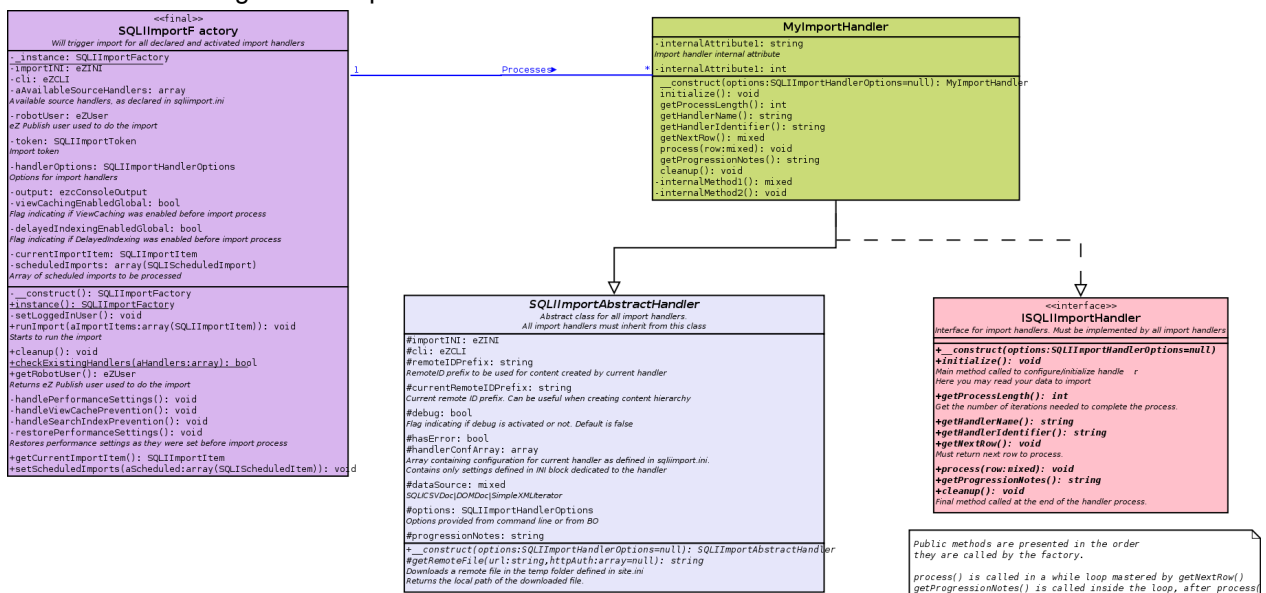 <<final>>
SQLIImportF actory
Will trigger import for all declared and activated import handlers
-_instance: SQLIImportFactory
-importINI: eZINI
-cli: eZCLI
-aAvailableSourceHandlers: array
Available source handlers, as declared in sqliimport.ini
-robotUser: eZUser
eZ Publish user used to do the import
-token: SQLIImportToken
Import token
-handlerOptions: SQLIImportHandlerOptions
Options for import handlers
-output: ezcConsoleOutput
-viewCachingEnabledGlobal: bool
Flag indicating if ViewCaching was enabled before import process
-delayedIndexingEnabledGlobal: bool
Flag indicating if DelayedIndexing was enabled before import process
-currentImportItem: SQLIImportItem
-scheduledImports: array(SQLIScheduledImport)
Array of scheduled imports to be processed
-__construct(): SQLIImportFactory
+instance(): SQLIImportFactory
-setLoggedInUser(): void
+runImport(aImportItems:array(SQLIImportItem)): void
Starts to run the import
+cleanup(): void
+checkExistingHandlers(aHandlers:array): bool
+getRobotUser(): eZUser
Returns eZ Publish user used to do the import
-handlePerformanceSettings(): void
-handleViewCachePrevention(): void
-handleSearchIndexPrevention(): void
-restorePerformanceSettings(): void
Restores performance settings as they were set before import process
+getCurrentImportItem(): SQLIImportItem
+setScheduledImports(aScheduled:array(SQLIScheduledItem)): void
1 Processes *
MyImportHandler
-internalAttribute1: string
Import handler internal attribute
-internalAttribute1: int
__construct(options:SQLIImportHandlerOptions=null): MyImportHandler
initialize(): void
getProcessLength(): int
getHandlerName(): string
getHandlerIdentifier(): string
getNextRow(): mixed
process(row:mixed): void
getProgressionNotes(): string
cleanup(): void
-internalMethod1(): mixed
-internalMethod2(): void
SQLIImportAbstractHandler
Abstract class for all import handlers.
All import handlers must inherit from this class
#importINI: eZINI
#cli: eZCLI
#remoteIDPrefix: string
RemoteID prefix to be used for content created by current handler
#currentRemoteIDPrefix: string
Current remote ID prefix. Can be useful when creating content hierarchy
#debug: bool
Flag indicating if debug is activated or not. Default is false
#hasError: bool
#handlerConfArray: array
Array containing configuration for current handler as defined in sqliimport.ini.
Contains only settings defined in INI block dedicated to the handler
#dataSource: mixed
SQLICSVDoc|DOMDoc|SimpleXMLIterator
#options: SQLIImportHandlerOptions
Options provided from command line or from BO
#progressionNotes: string
+__construct(options:SQLIImportHandlerOptions=null): SQLIImportAbstractHandler
#getRemoteFile(url:string,httpAuth:array=null): string
Downloads a remote file in the temp folder defined in site.ini
Returns the local path of the downloaded file.
<<interface>>
ISQLIImportHandler
Interface for import handlers. Must be implemented by all import handlers
+__construct(options:SQLIImportHandlerOptions=null)
+initialize(): void
Main method called to configure/initialize handle r
Here you may read your data to import
+getProcessLength(): int
Get the number of iterations needed to complete the process.
+getHandlerName(): string
+getHandlerIdentifier(): string
+getNextRow(): mixed
Must return next row to process.
+process(row:mixed): void
+getProgressionNotes(): string
+cleanup(): void
Final method called at the end of the handler process.
Public methods are presented in the order
they are called by the factory.
process() is called in a while loop mastered by getNextRow()
getProgressionNotes() is called inside the loop, after process(